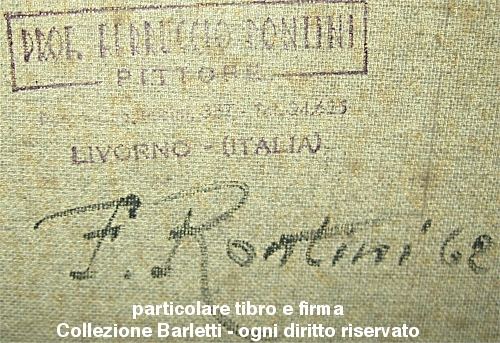 PROF. FERRUCCIO RONTINI
PITTORE
LIVORNO - (ITALIA)
F. Rontini '68
particolare tibro e firma
Collezione Barletti - ogni diritto riservato